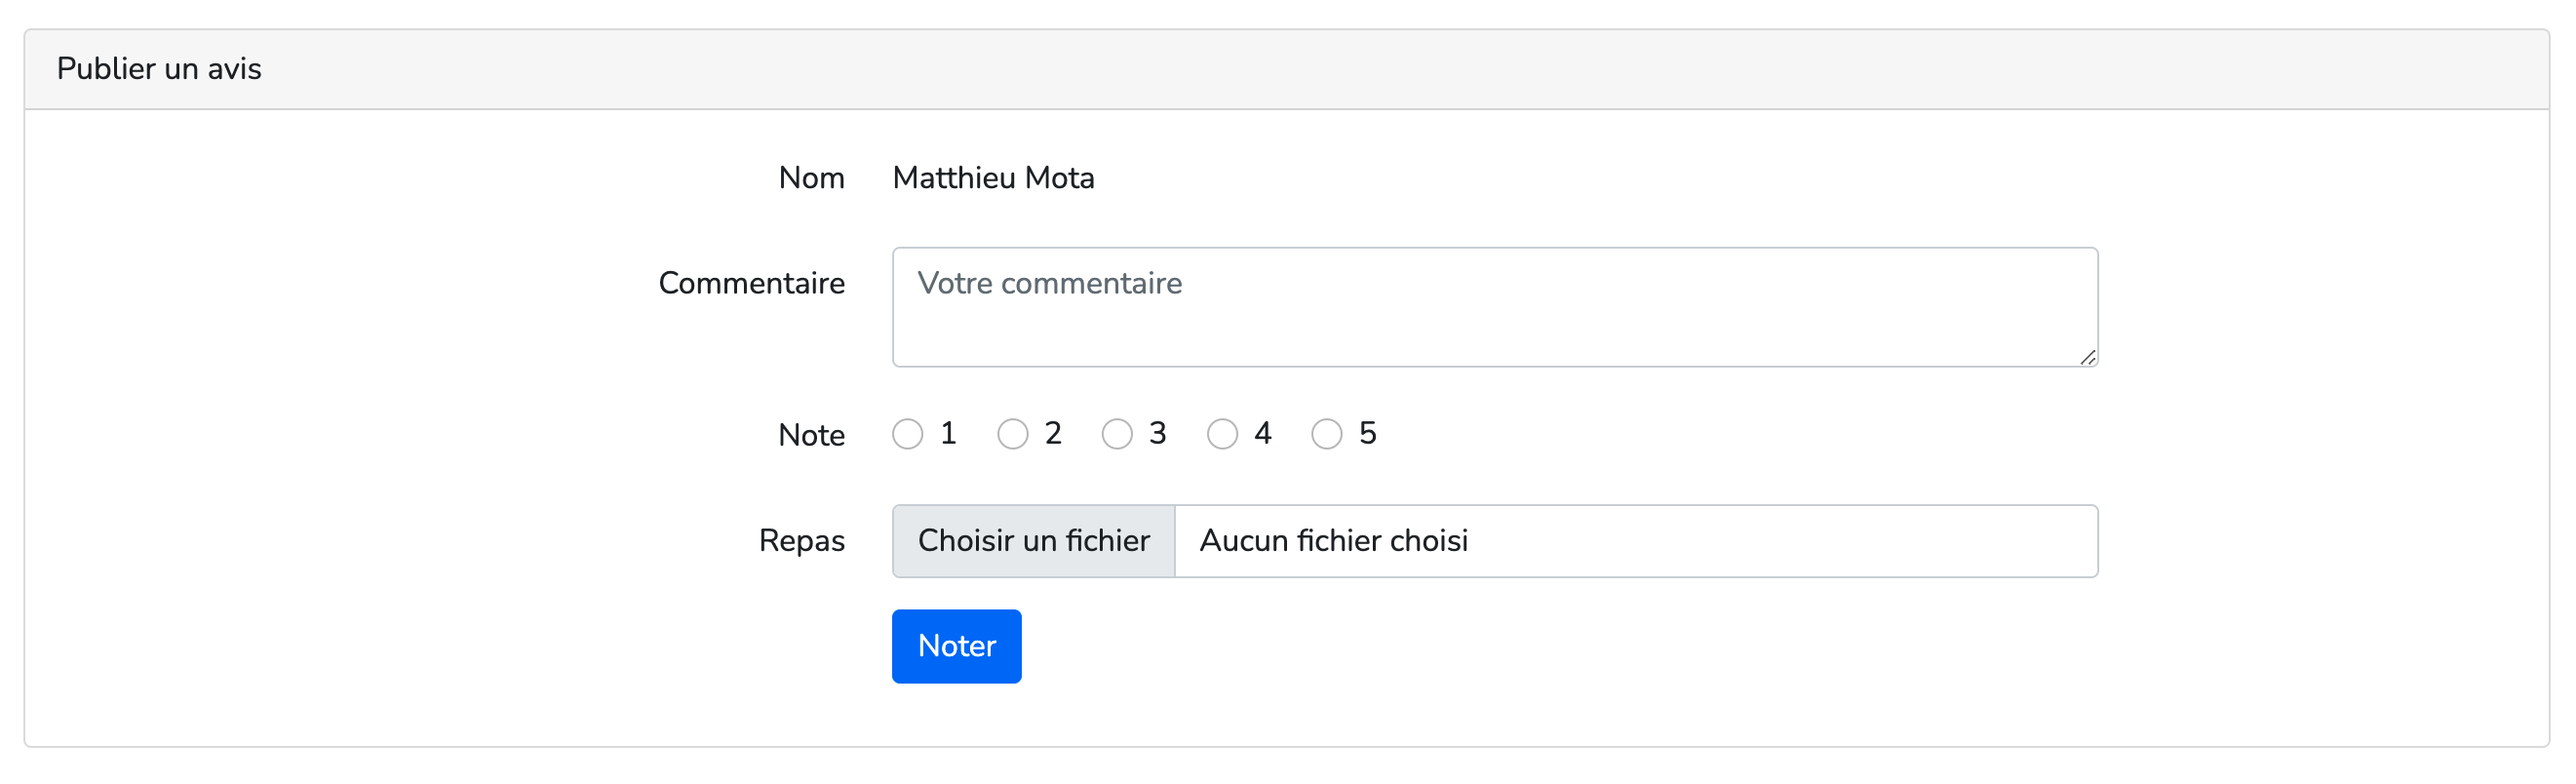 Publier un avis
Nom Matthieu Mota
Commentaire Votre commentaire
Note 1 2 3 4 5
Repas Choisir un fichier Aucun fichier choisi
Noter